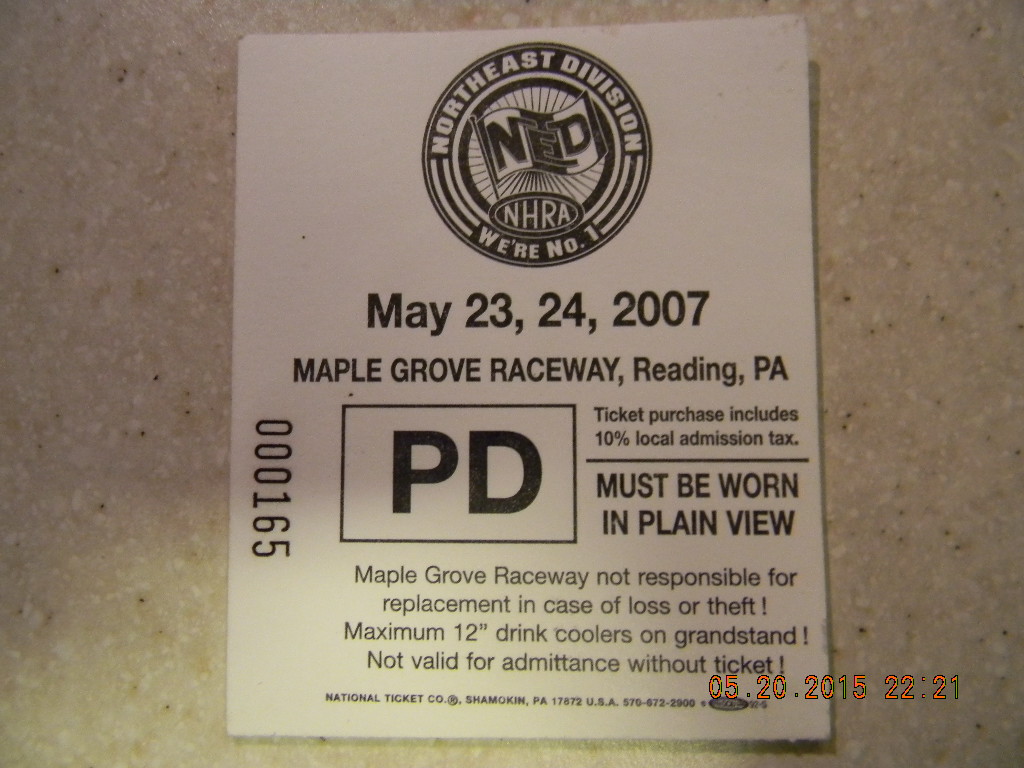 NORTHEAST DIVISION
NED
NHRA
WE'RE No. 1
May 23, 24, 2007
MAPLE GROVE RACEWAY, Reading, PA
000165
PD
Ticket purchase includes
10% local admission tax.
MUST BE WORN
IN PLAIN VIEW
Maple Grove Raceway not responsible for
replacement in case of loss or theft !
Maximum 12” drink coolers on grandstand !
Not valid for admittance without ticket !
NATIONAL TICKET CO.®, SHAMOKIN, PA 17872 U.S.A. 570-672-2900
05.20.2015 22:21